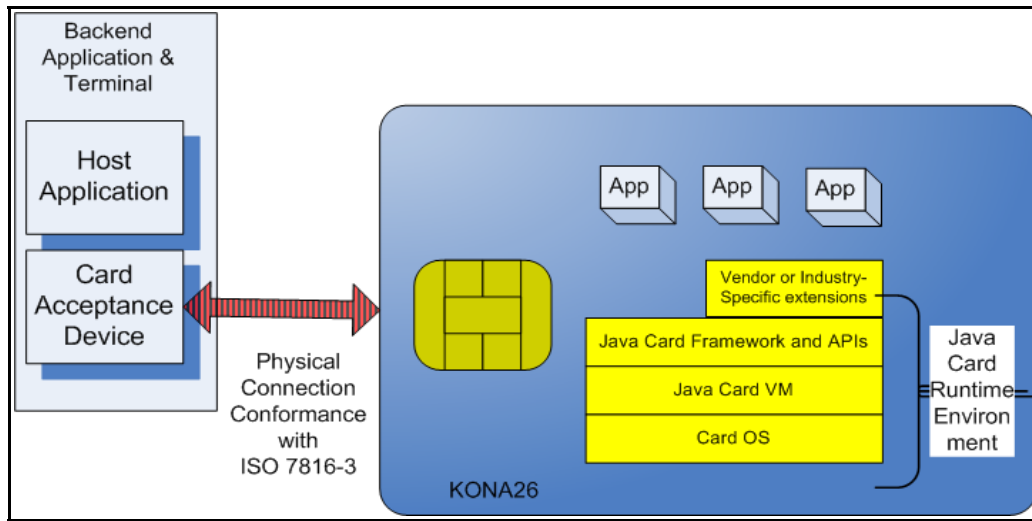 Backend
Application &
Terminal
Host
Application
Card
Acceptance
Device
Physical
Connection
Conformance
with
ISO 7816-3
App
App
App
Vendor or Industry-
Specific extensions
Java Card Framework and APIs
Java Card VM
Card OS
Java
Card
Runtime
Environ
ment
KONA26